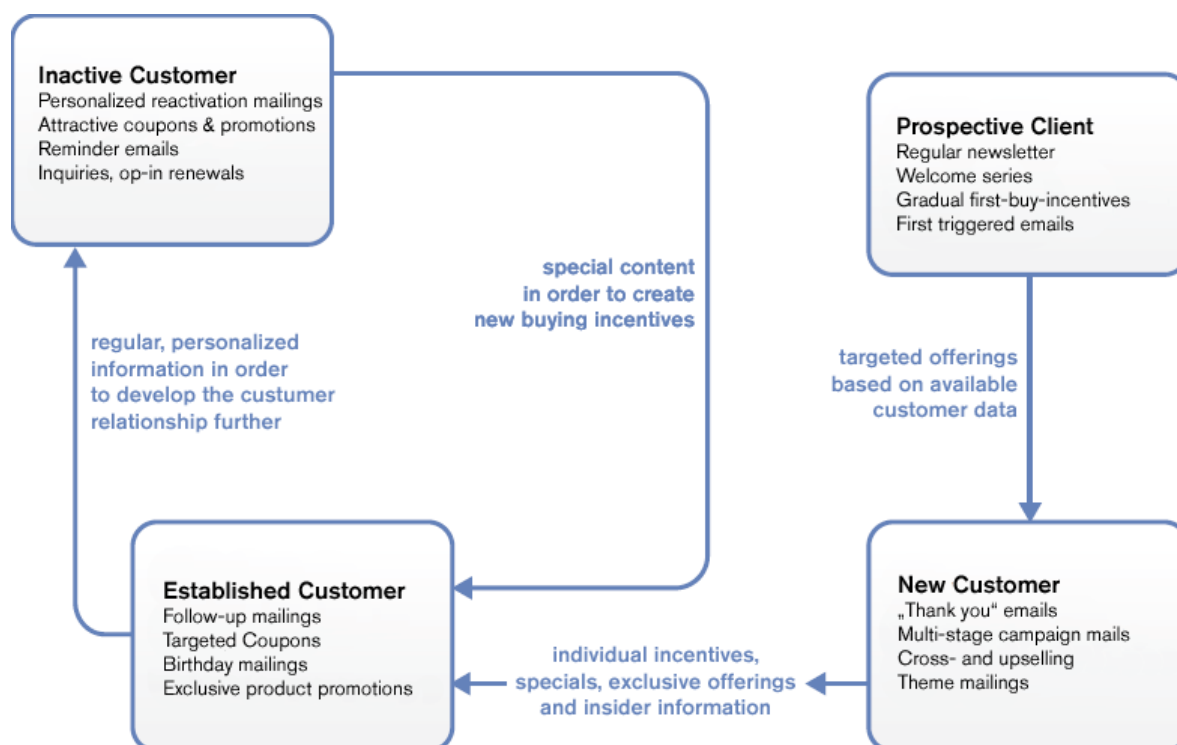 Inactive Customer
Personalized reactivation mailings
Attractive coupons & promotions
Reminder emails
Inquiries, op-in renewals
Prospective Client
Regular newsletter
Welcome series
Gradual first-buy-incentives
First triggered emails
special content
in order to create
new buying incentives
regular, personalized
information in order
to develop the custumer
relationship further
targeted offerings
based on available
customer data
Established Customer
Follow-up mailings
Targeted Coupons
Birthday mailings
Exclusive product promotions
individual incentives,
specials, exclusive offerings
and insider information
New Customer
„Thank you“ emails
Multi-stage campaign mails
Cross- and upselling
Theme mailings